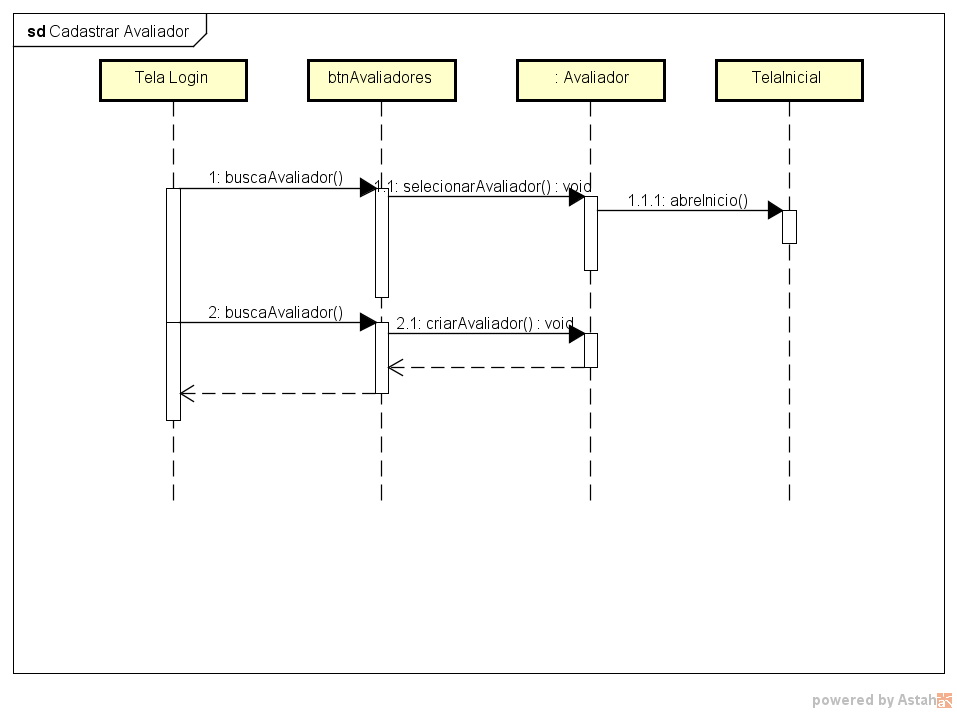 sd Cadastrar Avaliador
Tela Login
btnAvaliadores
: Avaliador
TelaInicial
1: buscaAvaliador()
1.1: selecionarAvaliador() : void
1.1.1: abreInicio()
2: buscaAvaliador()
2.1: criarAvaliador() : void
powered by Astah